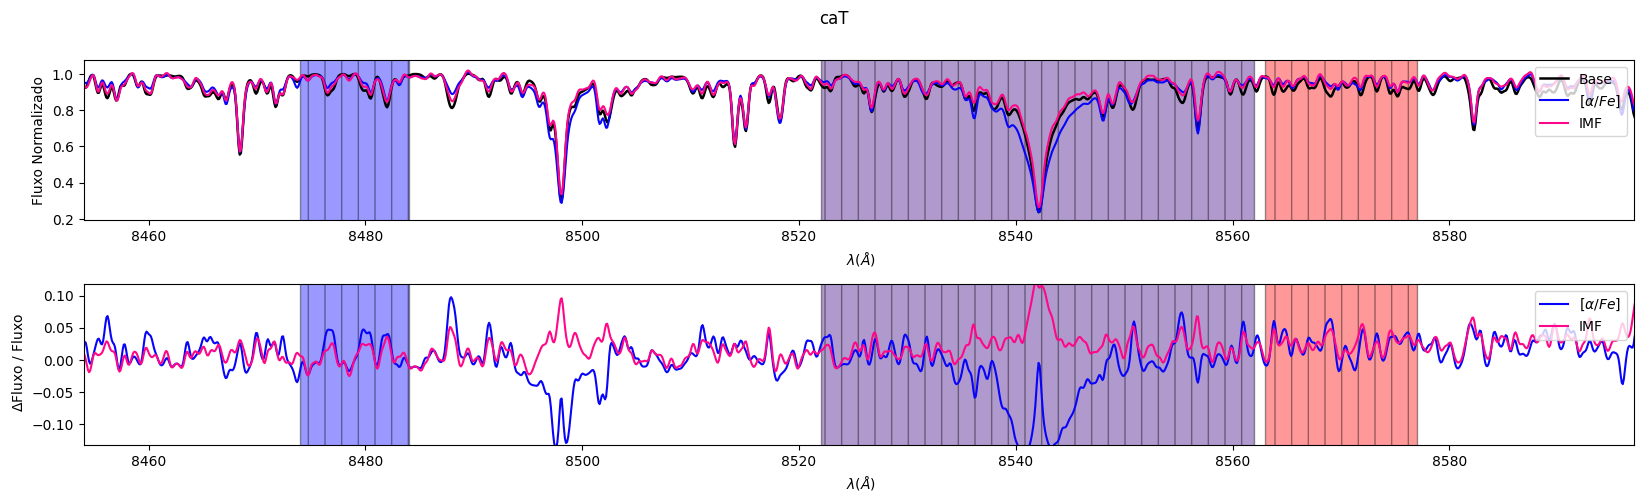 caT
Fluxo Normalizado
1.0
0.8
0.6
0.4
0.2
Base
[α/Fe]
IMF
8460 8480 8500 8520 8540 8560 8580
λ(Å)
ΔFluxo / Fluxo
0.10
0.05
0.00
−0.05
−0.10
[α/Fe]
IMF
8460 8480 8500 8520 8540 8560 8580
λ(Å)